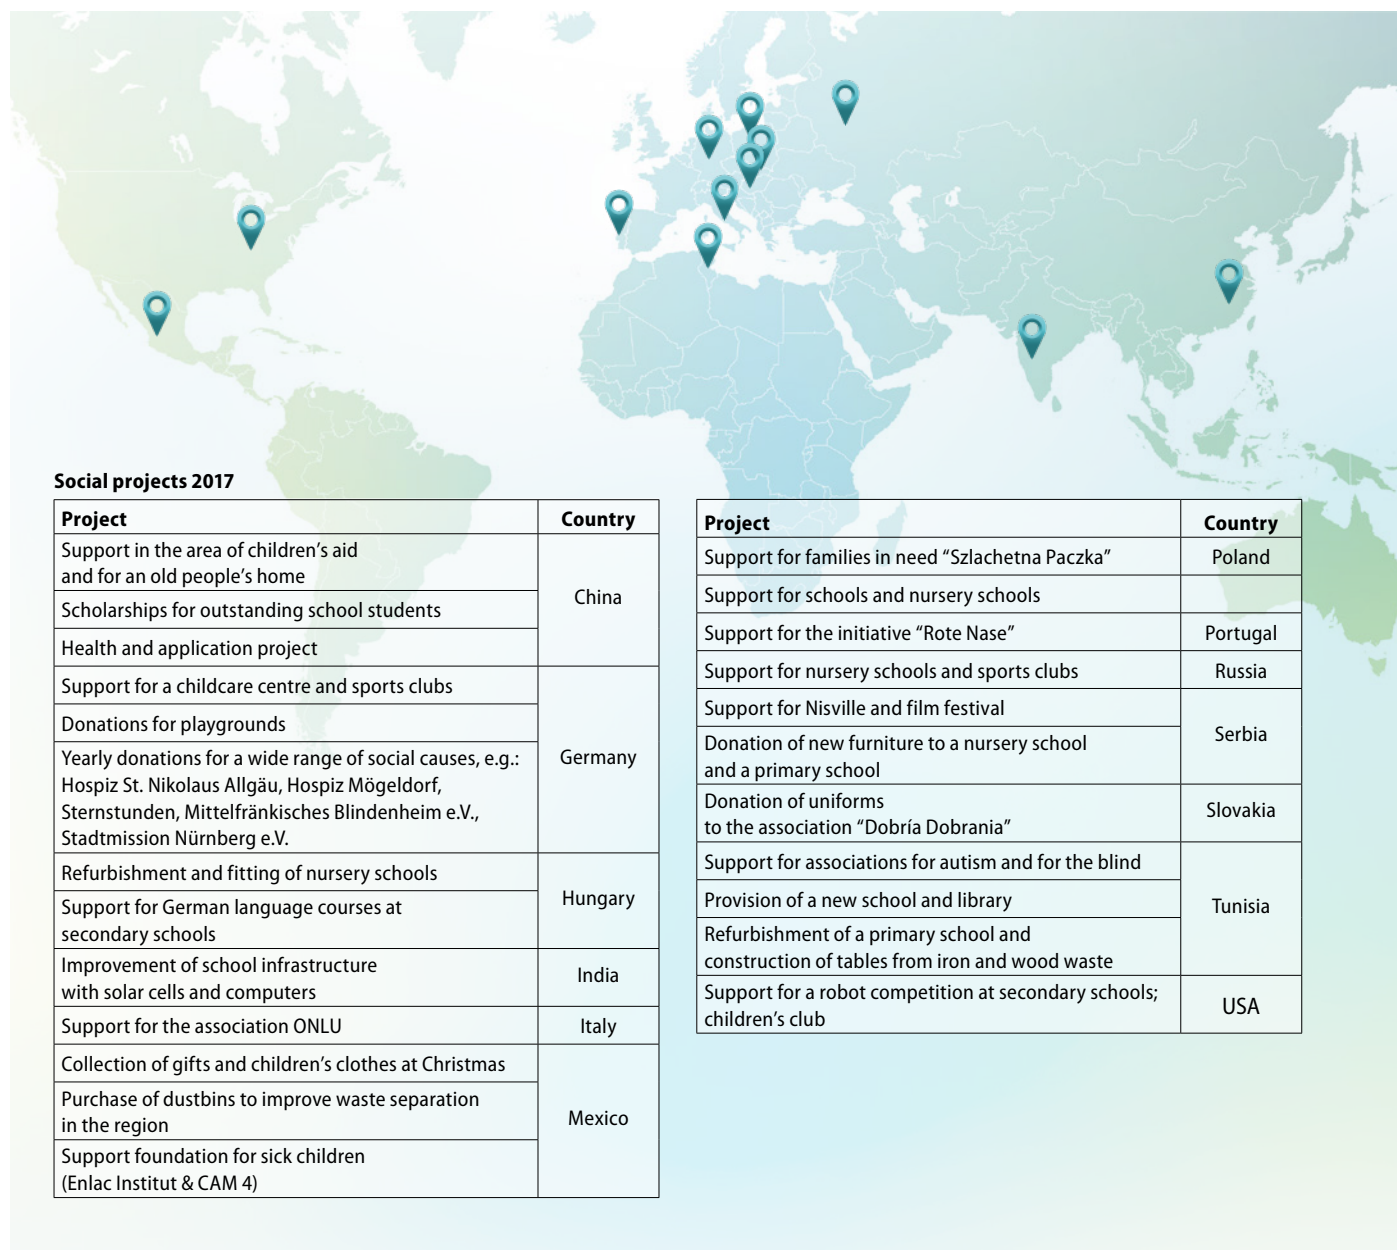 Social projects 2017
Project Country
Support in the area of children’s aid
and for an old people’s home
China
Scholarships for outstanding school students
Health and application project
Support for a childcare centre and sports clubs
Germany
Donations for playgrounds
Yearly donations for a wide range of social causes, e.g.:
Hospiz St. Nikolaus Allgäu, Hospiz Mögeldorf,
Sternstunden, Mittelfränkisches Blindenheim e.V.,
Stadtmission Nürnberg e.V.
Refurbishment and fitting of nursery schools
Hungary
Support for German language courses at
secondary schools
Improvement of school infrastructure
with solar cells and computers
India
Support for the association ONLU Italy
Collection of gifts and children’s clothes at Christmas
Mexico
Purchase of dustbins to improve waste separation
in the region
Support foundation for sick children
(Enlac Institut & CAM 4)
Project Country
Support for families in need “Szlachetna Paczka” Poland
Support for schools and nursery schools
Support for the initiative “Rote Nase” Portugal
Support for nursery schools and sports clubs Russia
Support for Nisville and film festival
Serbia
Donation of new furniture to a nursery school
and a primary school
Donation of uniforms
to the association “Dobría Dobrania”
Slovakia
Support for associations for autism and for the blind
Tunisia
Provision of a new school and library
Refurbishment of a primary school and
construction of tables from iron and wood waste
Support for a robot competition at secondary schools;
children’s club
USA